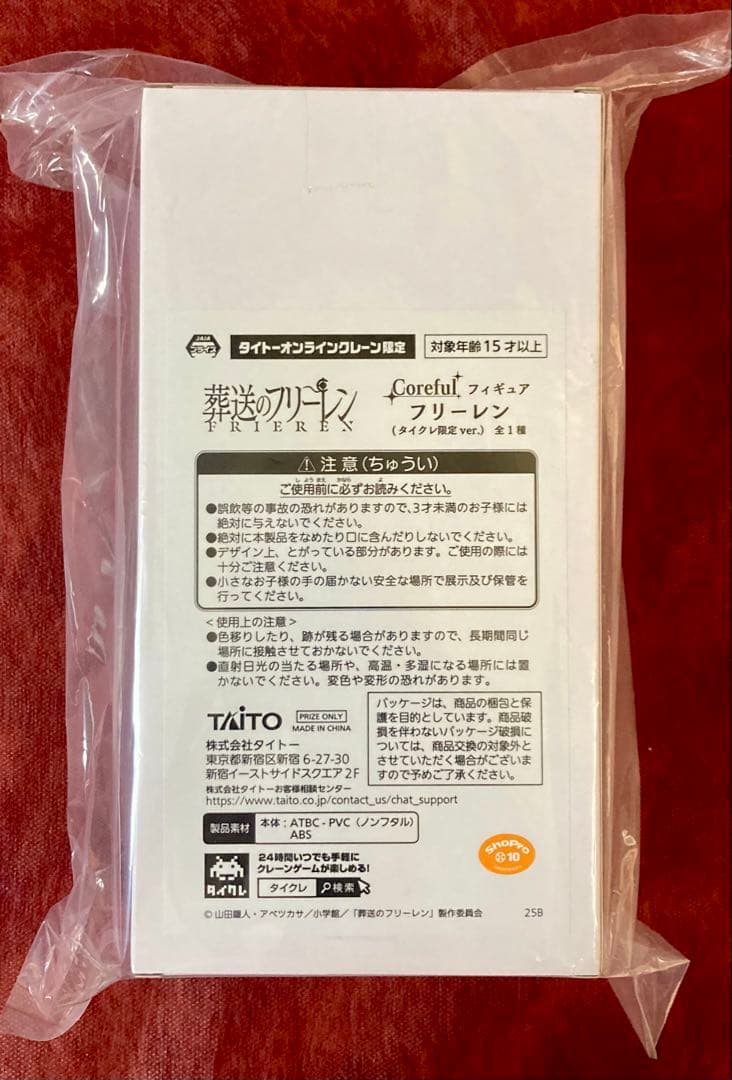 JAIA
プライズ
タイトーオンラインクレーン限定
対象年齢15才以上
葬送のフリーレン
FRIEREN
Coreful フィギュア
フリーレン
(タイクレ限定ver.) 全1種
⚠注意(ちゅうい)
ご使用前に必ずお読みください。
●誤飲等の事故の恐れがありますので、3才未満のお子様には
絶対に与えないでください。
●絶対に本製品をなめたり口に含んだりしないでください。
●デザイン上、とがっている部分があります。ご使用の際には
十分ご注意ください。
●小さなお子様の手の届かない安全な場所で展示及び保管を
行ってください。
<使用上の注意>
●色移りしたり、跡が残る場合がありますので、長期間同じ
場所に接触させておかないでください。
●直射日光の当たる場所や、高温・多湿になる場所には置
かないでください。変色や変形の恐れがあります。
TAITO
PRIZE ONLY
MADE IN CHINA
株式会社タイトー
東京都新宿区新宿6-27-30
新宿イーストサイドスクエア2F
株式会社タイトーお客様相談センター
https://www.taito.co.jp/contact_us/chat_support
パッケージは、商品の梱包と保
護を目的としています。商品破
損を伴わないパッケージ破損に
ついては、商品交換の対象外と
させていただく場合がございま
すので予めご了承ください。
製品素材
本体:ATBC-PVC(ノンフタル)
ABS
タイクレ
24時間いつでも手軽に
クレーンゲームが楽しめる!
タイクレ 検索
ShoPro
10
©山田鐘人・アベツカサ/小学館/「葬送のフリーレン」製作委員会
25B